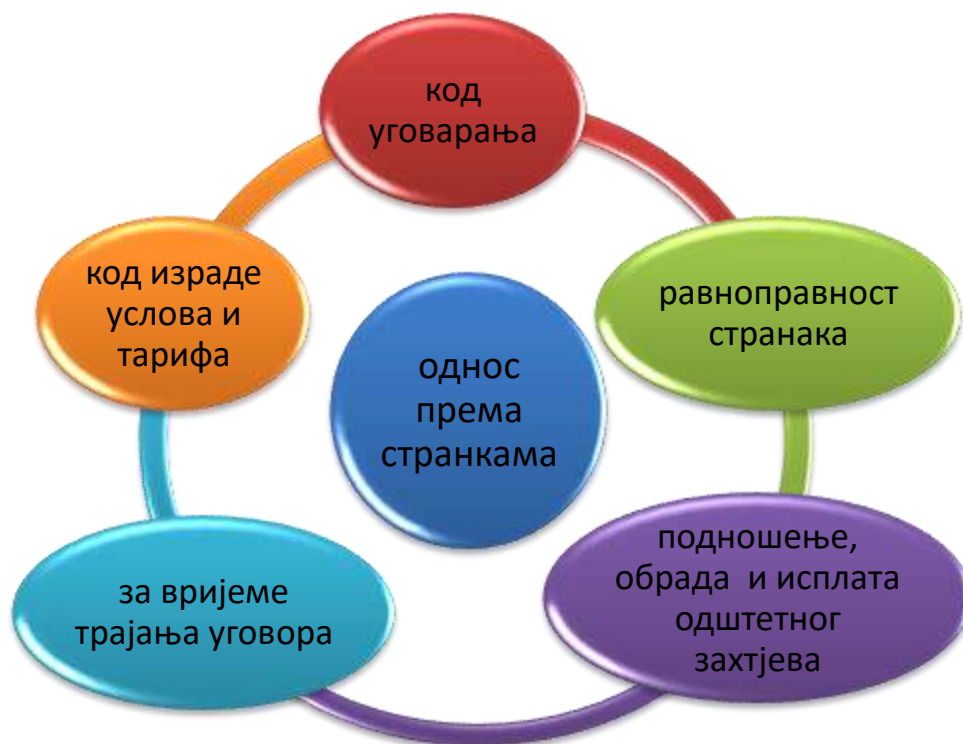 код
уговарања
равноправност
странака
подношење,
обрада и исплата
одштетног
захтјева
за вријеме
трајања уговора
код израде
услова и
тарифа
однос
према
странкама